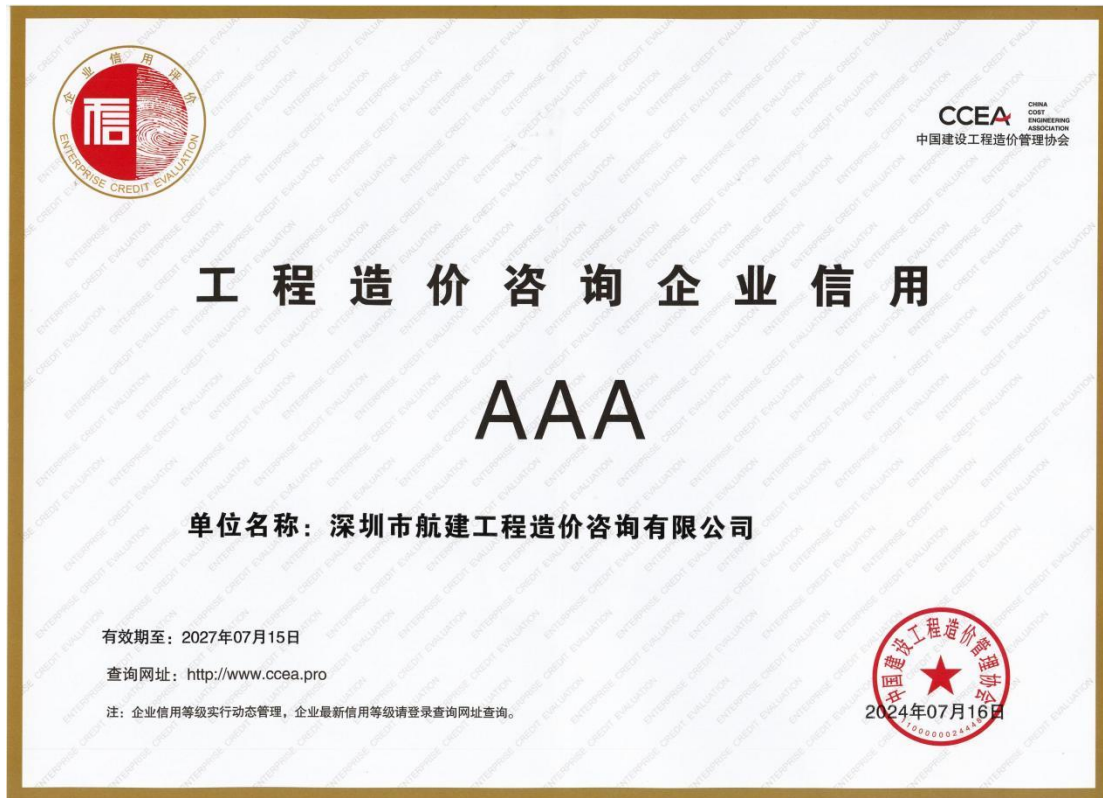 企业信用评价
信
ENTERPRISE CREDIT EVALUATION
CCEA
CHINA
COST
ENGINEERING
ASSOCIATION
中国建设工程造价管理协会
工程造价咨询企业信用
AAA
单位名称：深圳市航建工程造价咨询有限公司
有效期至：2027年07月15日
查询网址：http://www.ccea.pro
注：企业信用等级实行动态管理，企业最新信用等级请登录查询网址查询。
中国建设工程造价管理协会
2024年07月16日